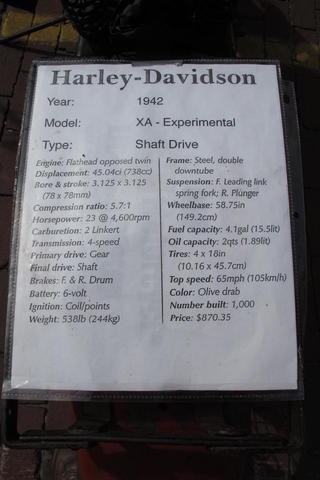 Harley-Davidson
Year: 1942
Model: XA - Experimental
Type: Shaft Drive
Engine: Flathead opposed twin
Displacement: 45.04ci (738cc)
Bore & stroke: 3.125 x 3.125
(78 x 78mm)
Compression ratio: 5.7:1
Horsepower: 23 @ 4,600rpm
Carburetion: 2 Linkert
Transmission: 4-speed
Primary drive: Gear
Final drive: Shaft
Brakes: F. & R. Drum
Battery: 6-volt
Ignition: Coil/points
Weight: 538lb (244kg)
Frame: Steel, double
downtube
Suspension: F. Leading link
spring fork; R. Plunger
Wheelbase: 58.75in
(149.2cm)
Fuel capacity: 4.1gal (15.5lit)
Oil capacity: 2qts (1.89lit)
Tires: 4 x 18in
(10.16 x 45.7cm)
Top speed: 65mph (105km/h)
Color: Olive drab
Number built: 1,000
Price: $870.35